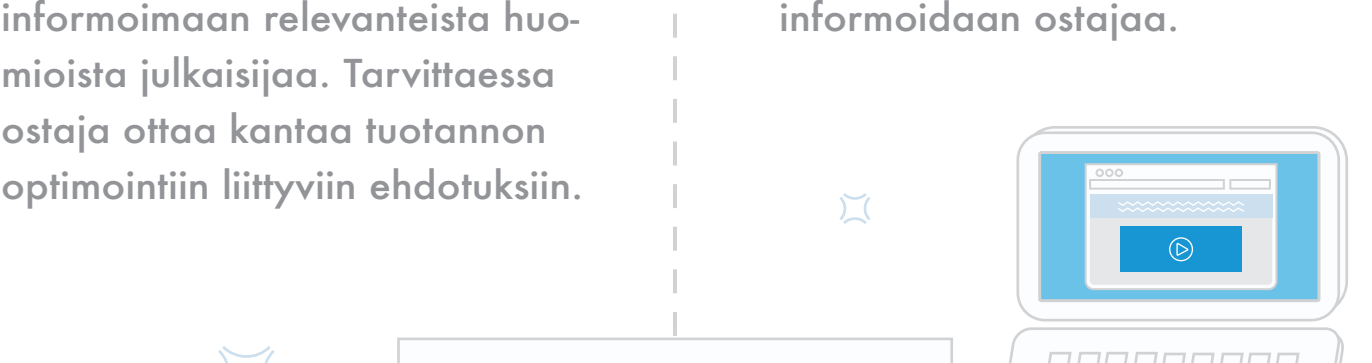 informoimaan relevanteista huo-
mioista julkaisijaa. Tarvittaessa
ostaja ottaa kantaa tuotannon
optimointiin liittyviin ehdotuksiin.
informoidaan ostajaa.